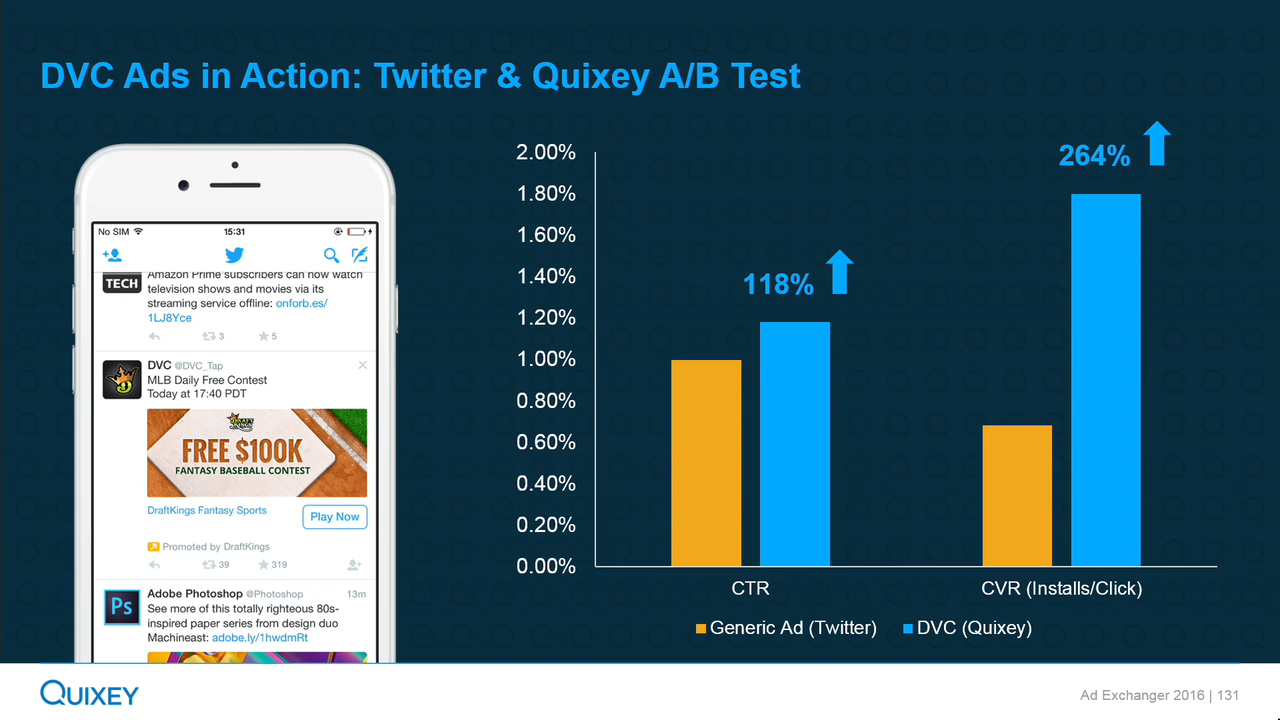 DVC Ads in Action: Twitter & Quixey A/B Test
No SIM
15:31
TECH
Amazon Prime subscribers can now watch
television shows and movies via its
streaming service offline: onforb.es/
1LJ8Yce
3
5
DVC @DVC_Tap
MLB Daily Free Contest
Today at 17:40 PDT
DRAFT
KINGS
FREE $100K
FANTASY BASEBALL CONTEST
DraftKings Fantasy Sports
Play Now
Promoted by DraftKings
39
319
Ps
Adobe Photoshop @Photoshop 13m
See more of this totally righteous 80s-
inspired paper series from design duo
Machineast: adobe.ly/1hwdmRt
2.00%
1.80%
1.60%
1.40%
1.20%
1.00%
0.80%
0.60%
0.40%
0.20%
0.00%
118%
264%
CTR
CVR (Installs/Click)
Generic Ad (Twitter)
DVC (Quixey)
QUIXEY
Ad Exchanger 2016 | 131